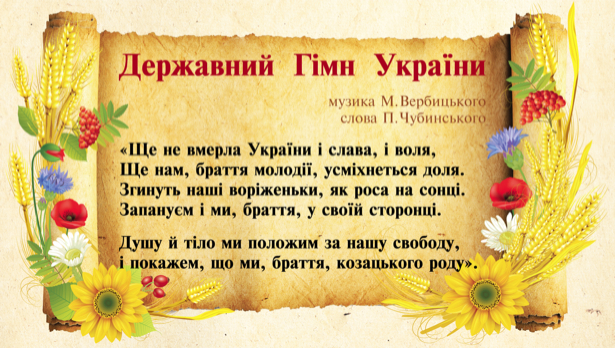 Державний Гімн України
музика М.Вербицького
слова П.Чубинського
«Ще не вмерла України і слава, і воля,
Ще нам, браття молодії, усміхнеться доля.
Згинуть наші воріженьки, як роса на сонці.
Запануєм і ми, браття, у своїй сторонці.
Душу й тіло ми положим за нашу свободу,
і покажем, що ми, браття, козацького роду».